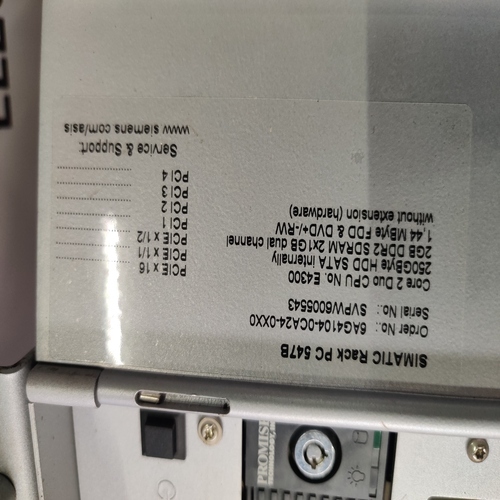 SIMATIC Rack PC 547B
Order No.: 6AG4104-0CA24-0XX0
Serial No.: SVPW6005543
Core 2 Duo CPU No. E4300
250GByte HDD SATA internally
2GB DDR2 SDRAM 2x1GB dual channel
1,44 MByte FDD & DVD+/-RW
without extension (hardware)
PCIE x 16
PCIE x 1/1
PCIE x 1/2
PCI 1
PCI 2
PCI 3
PCI 4
Service & Support:
www.siemens.com/asis
PROMISE